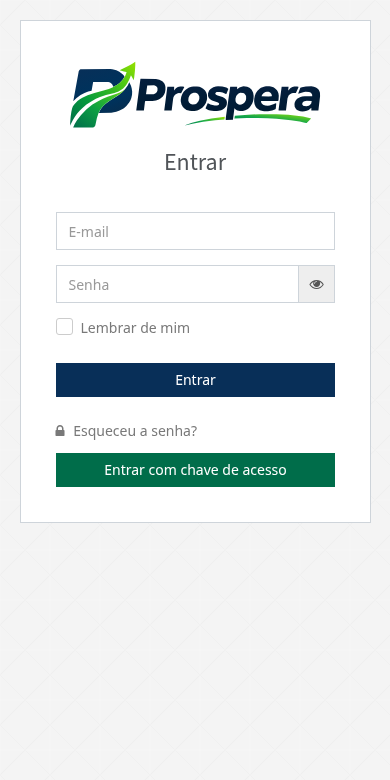 Prospera
Entrar
E-mail
Senha
Lembrar de mim
Entrar
Esqueceu a senha?
Entrar com chave de acesso